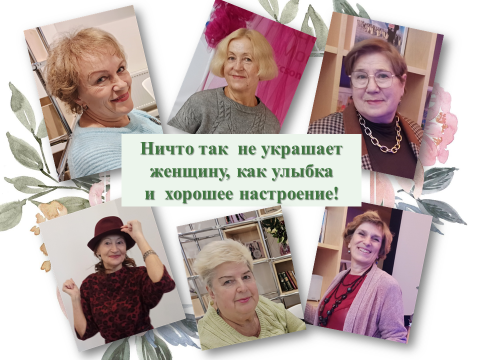 Ничто так не украшает
женщину, как улыбка
и хорошее настроение!